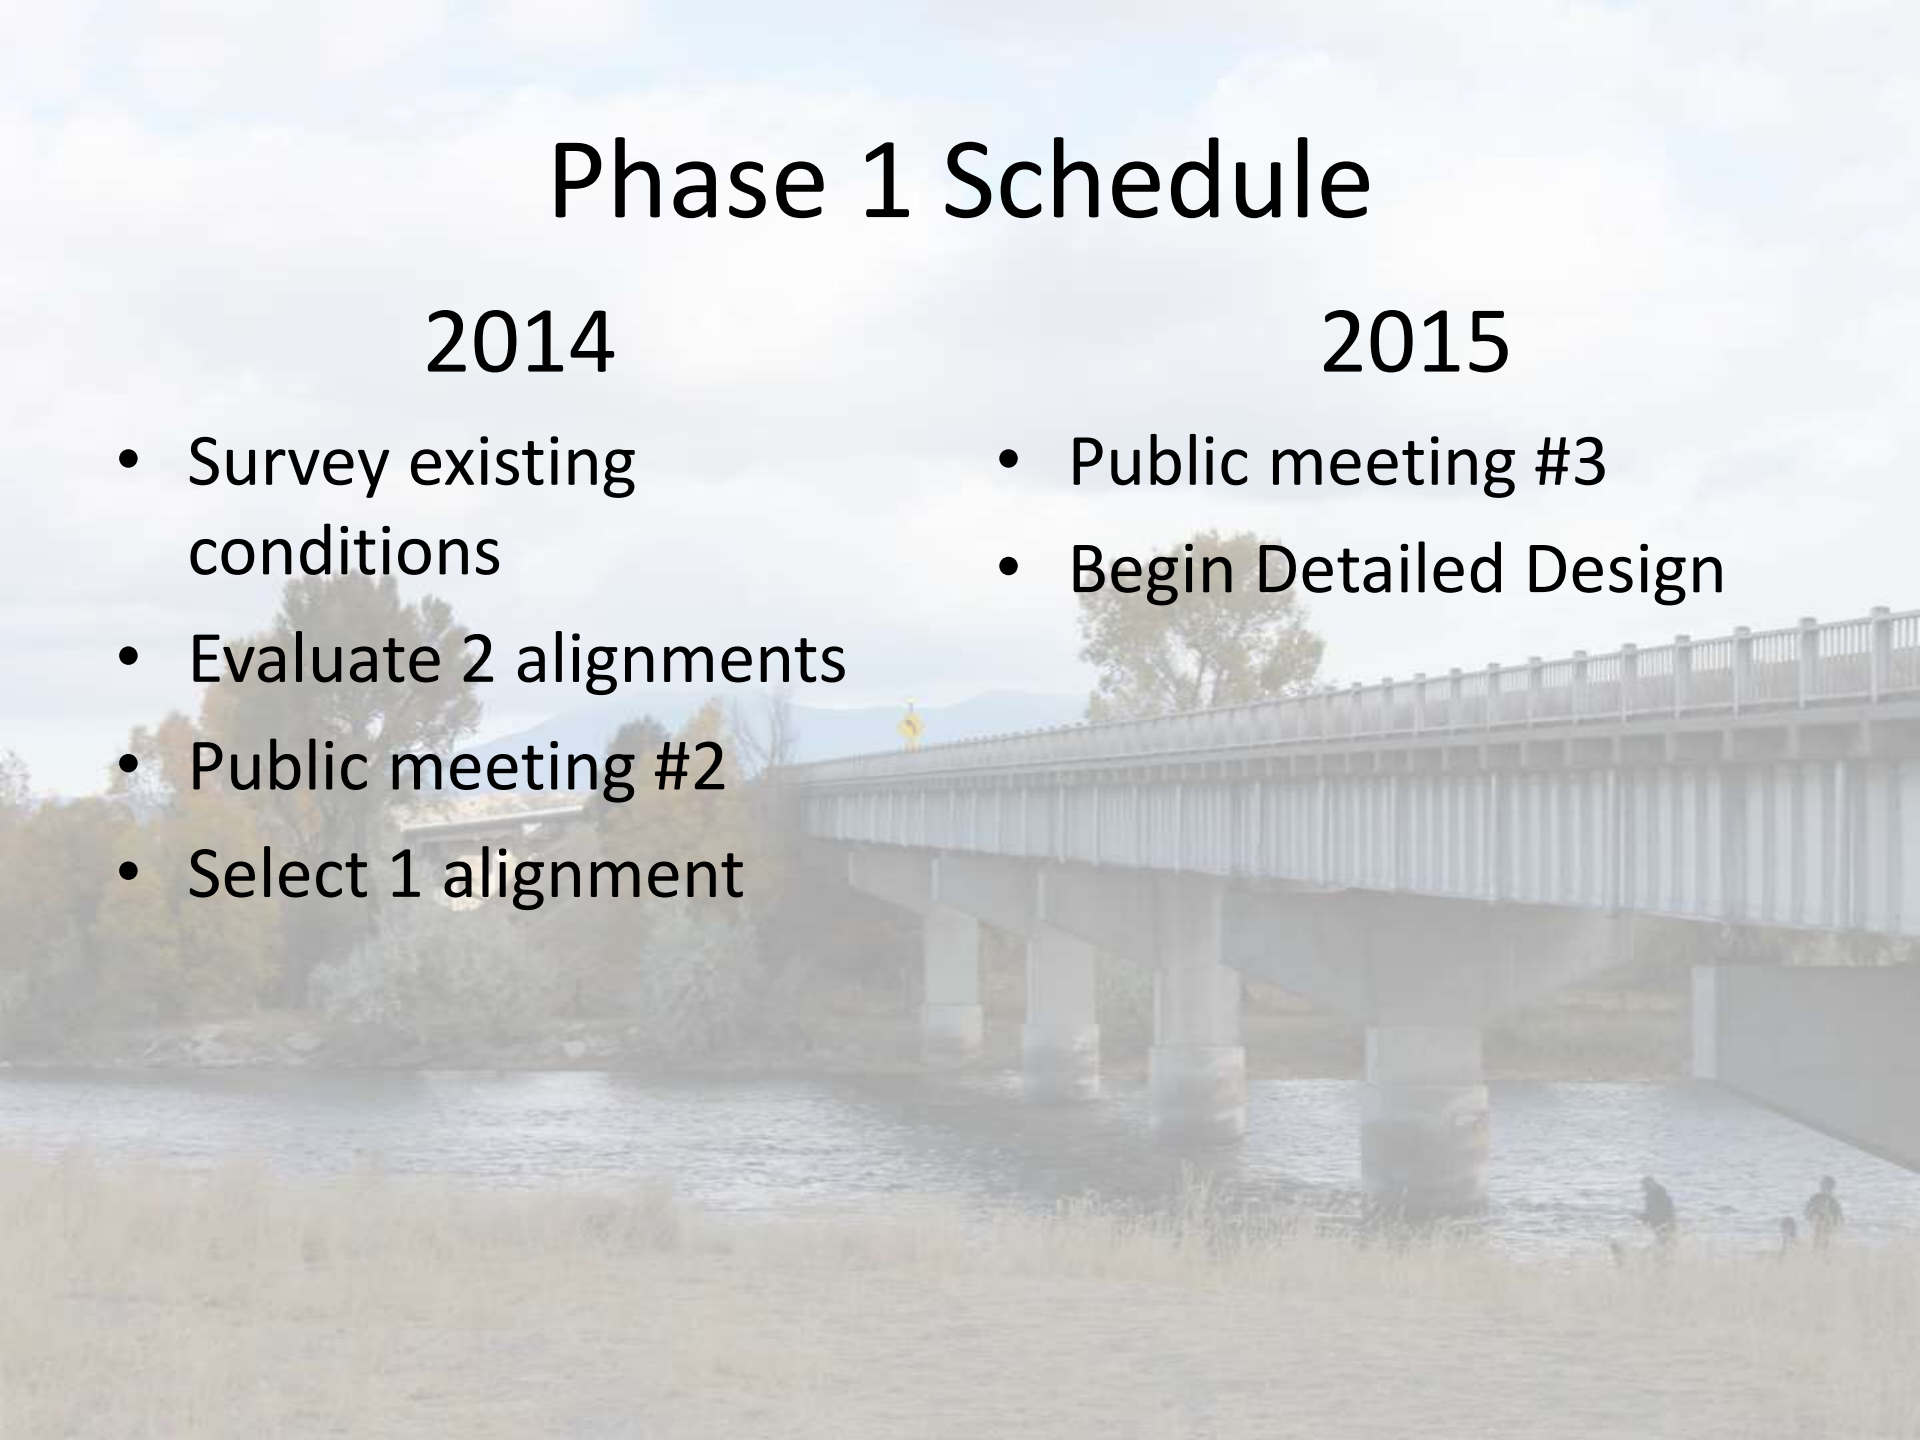 Phase 1 Schedule
2014
• Survey existing
conditions
• Evaluate 2 alignments
• Public meeting #2
• Select 1 alignment
2015
• Public meeting #3
• Begin Detailed Design